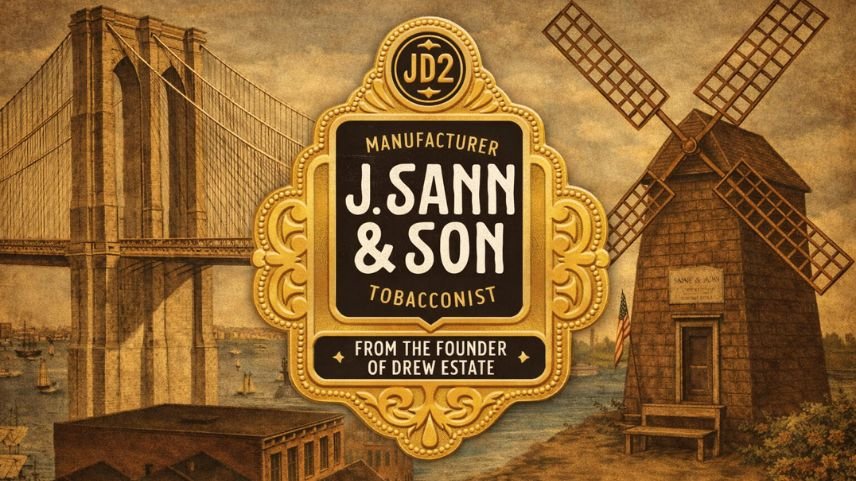 JD2
MANUFACTURER
J. SANN
& SON
TOBACCONIST
FROM THE FOUNDER
OF DREW ESTATE